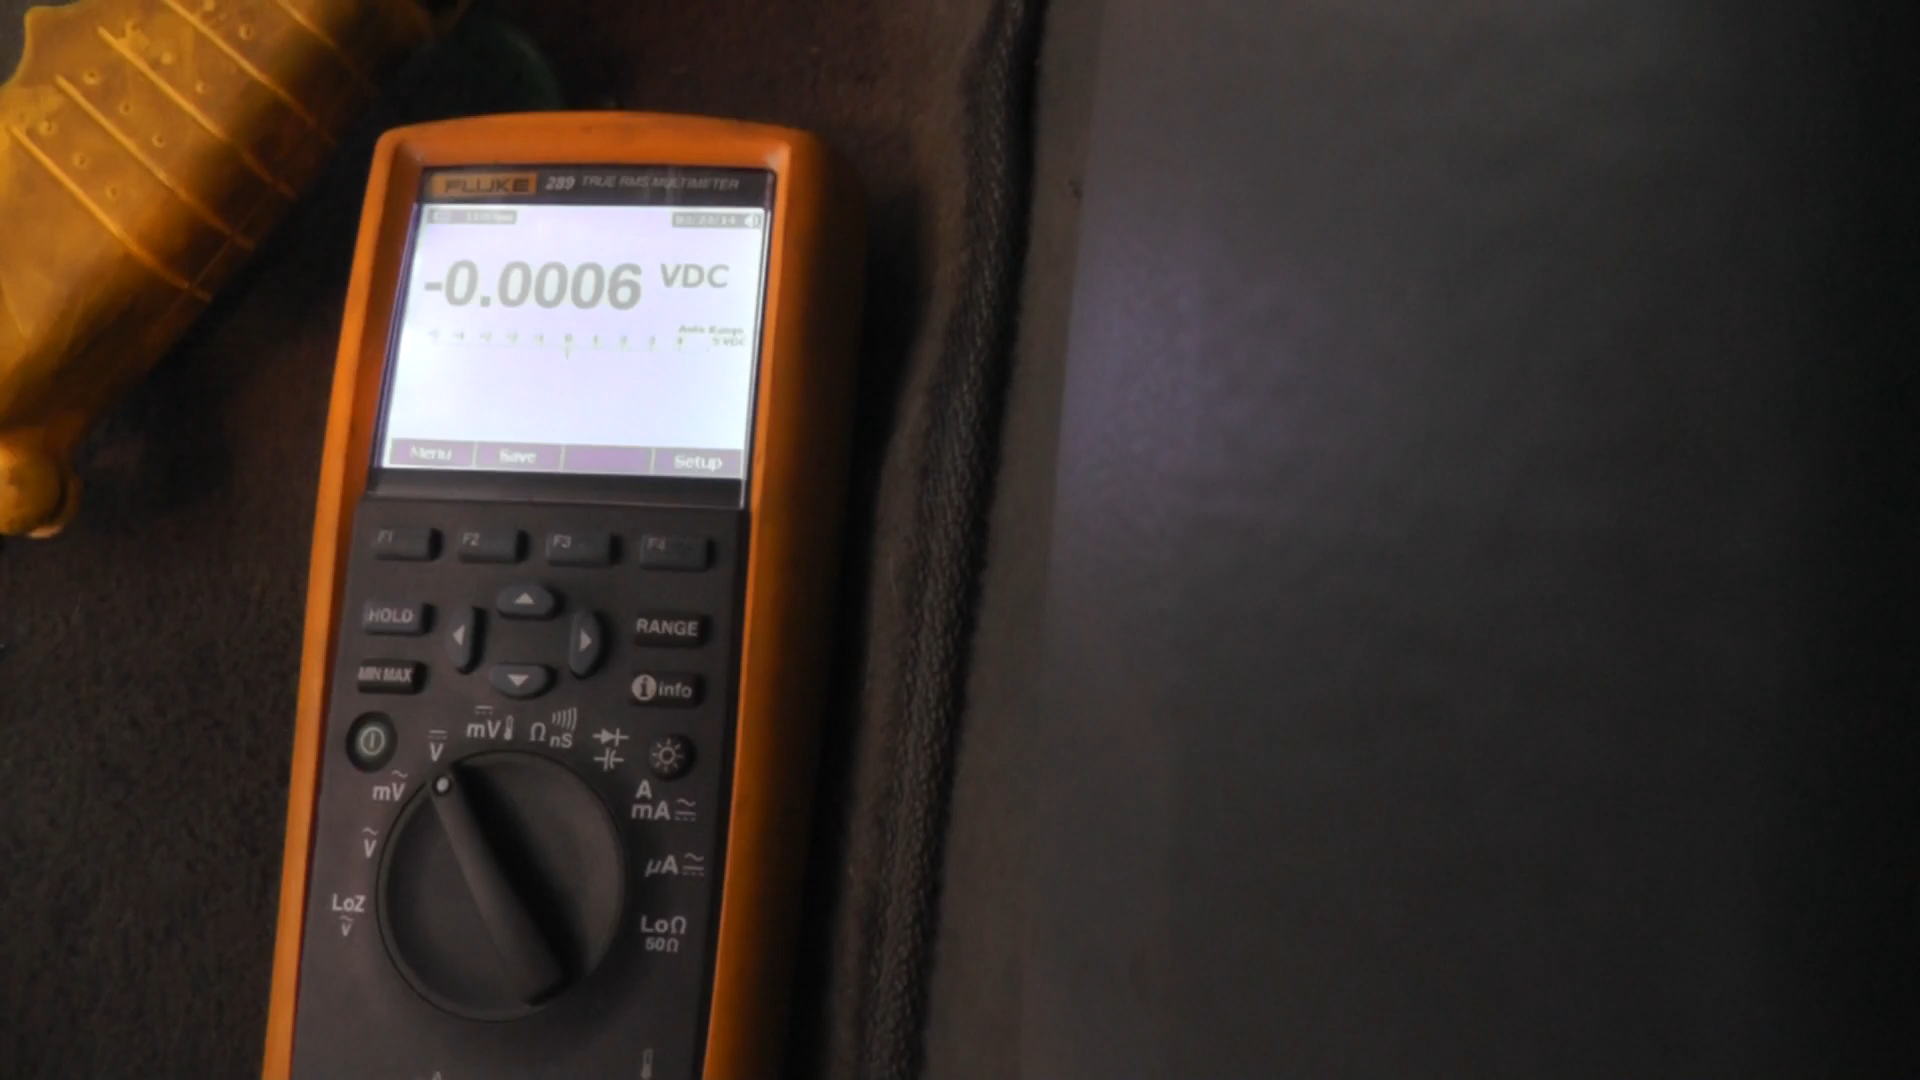 FLUKE 289 TRUE RMS MULTIMETER
-0.0006 VDC
Auto Range
5 VDC
Menu Save Setup
F1 F2 F3 F4
HOLD
RANGE
MIN MAX
i info
mV Ω nS
V
mV
A
mA
V
µA
LoZ
V
LoΩ
50Ω